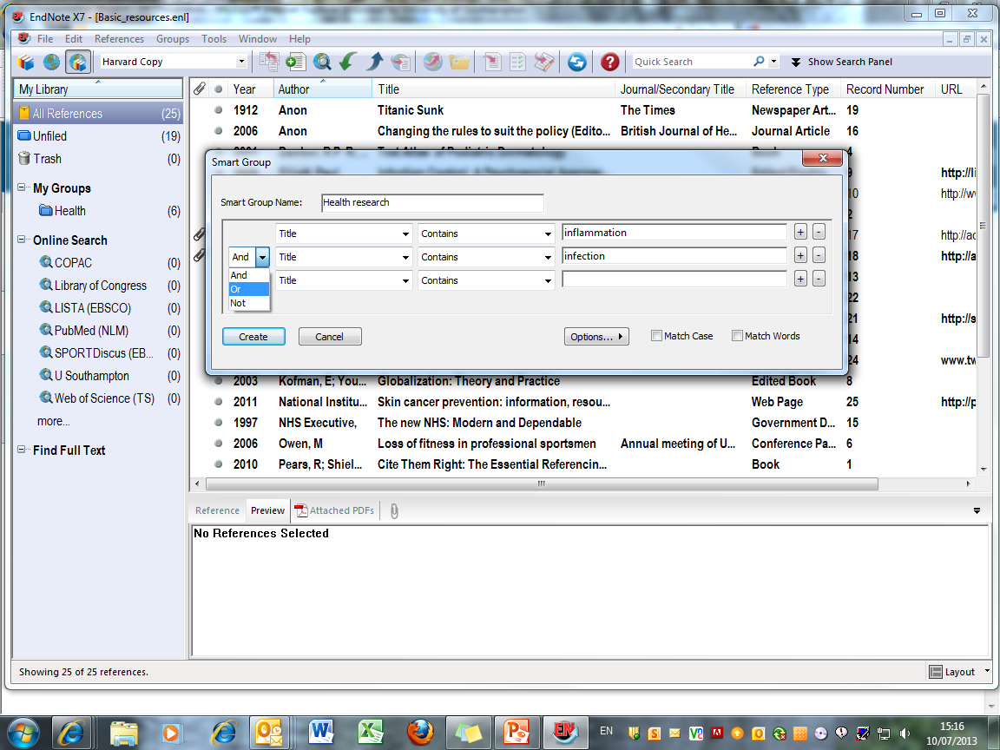 EndNote X7 - [Basic_resources.enl]
File Edit References Groups Tools Window Help
Harvard Copy Quick Search Show Search Panel
My Library
All References (25)
Unfiled (19)
Trash (0)
My Groups
Health (6)
Online Search
COPAC (0)
Library of Congress (0)
LISTA (EBSCO) (0)
PubMed (NLM) (0)
SPORTDiscus (EB... (0)
U Southampton (0)
Web of Science (TS) (0)
more...
Find Full Text
Year Author Title Journal/Secondary Title Reference Type Record Number URL
1912 Anon Titanic Sunk The Times Newspaper Art... 19
2006 Anon Changing the rules to suit the policy (Edito... British Journal of He... Journal Article 16
4
9 http://li
10 http://w
2
17 http://ac
18 http://a
13
22
21 http://s
14
24 www.tw
Smart Group
Smart Group Name: Health research
Title Contains inflammation + -
And Title Contains infection + -
And
Or Title Contains + -
Not
Create Cancel Options... Match Case Match Words
2003 Kofman, E; You... Globalization: Theory and Practice Edited Book 8
2011 National Institu... Skin cancer prevention: information, resou... Web Page 25 http://p
1997 NHS Executive, The new NHS: Modern and Dependable Government D... 15
2006 Owen, M Loss of fitness in professional sportsmen Annual meeting of U... Conference Pa... 6
2010 Pears, R; Shiel... Cite Them Right: The Essential Referencin... Book 1
Reference Preview Attached PDFs
No References Selected
Showing 25 of 25 references. Layout
EN 15:16
10/07/2013